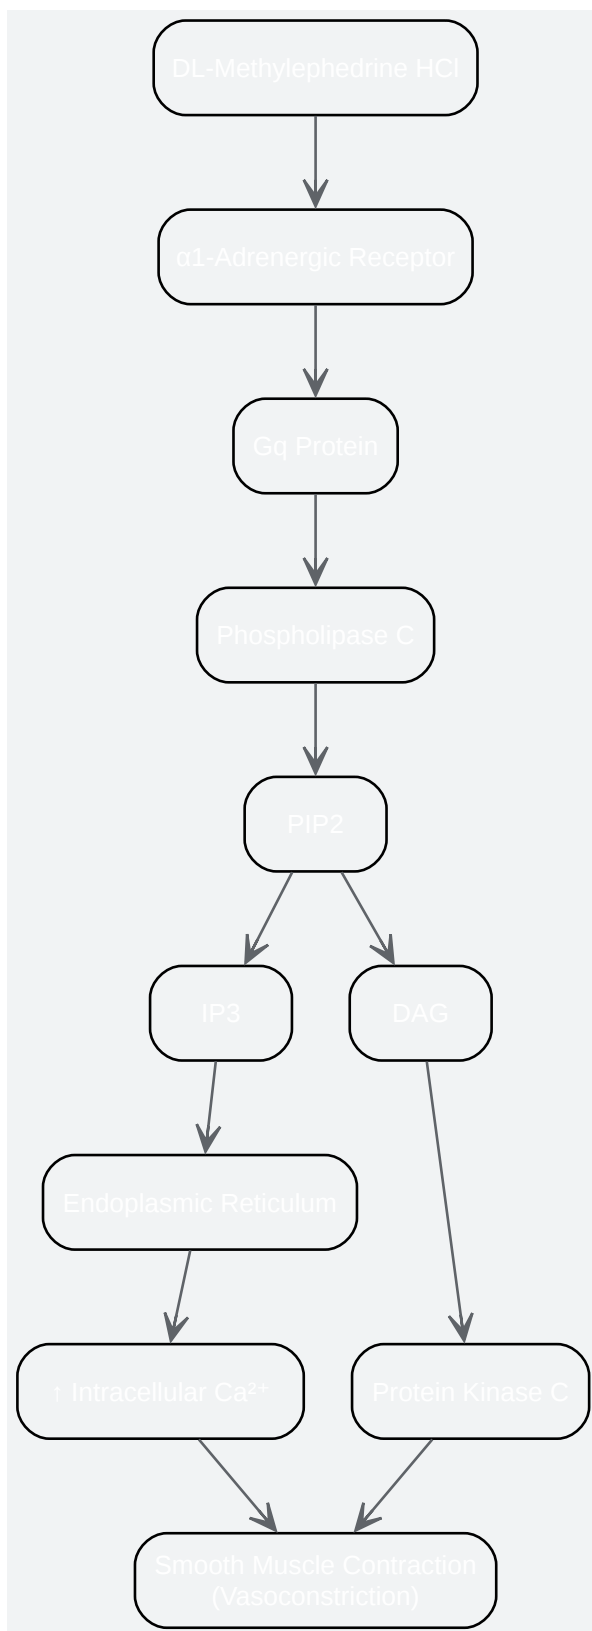 DL-Methylephedrine HCl
α1-Adrenergic Receptor
Gq Protein
Phospholipase C
PIP2
IP3
DAG
Endoplasmic Reticulum
↑ Intracellular Ca²⁺
Protein Kinase C
Smooth Muscle Contraction
(Vasoconstriction)